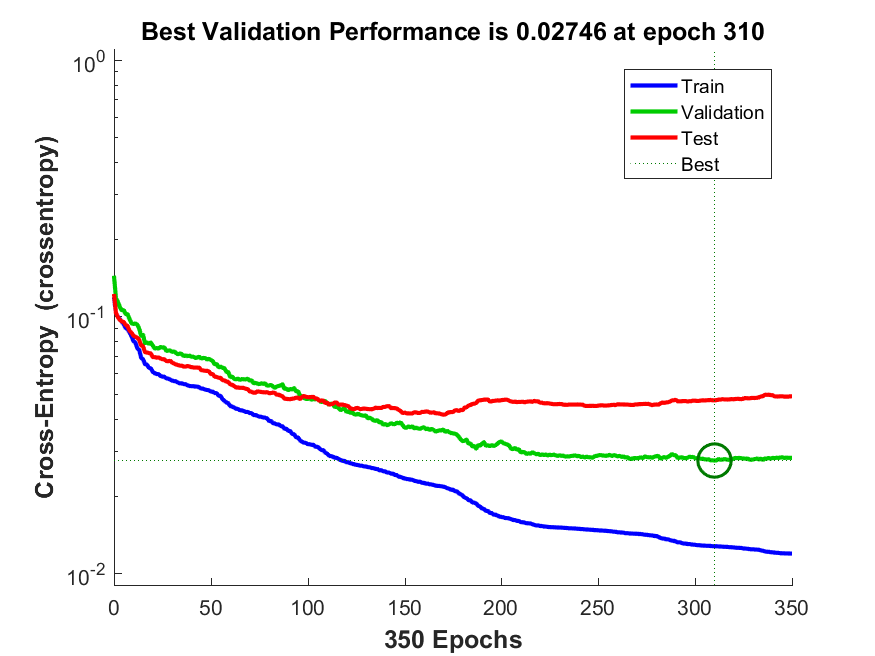 Best Validation Performance is 0.02746 at epoch 310
10^0
10^-1
10^-2
Cross-Entropy (crossentropy)
Train
Validation
Test
Best
0 50 100 150 200 250 300 350
350 Epochs